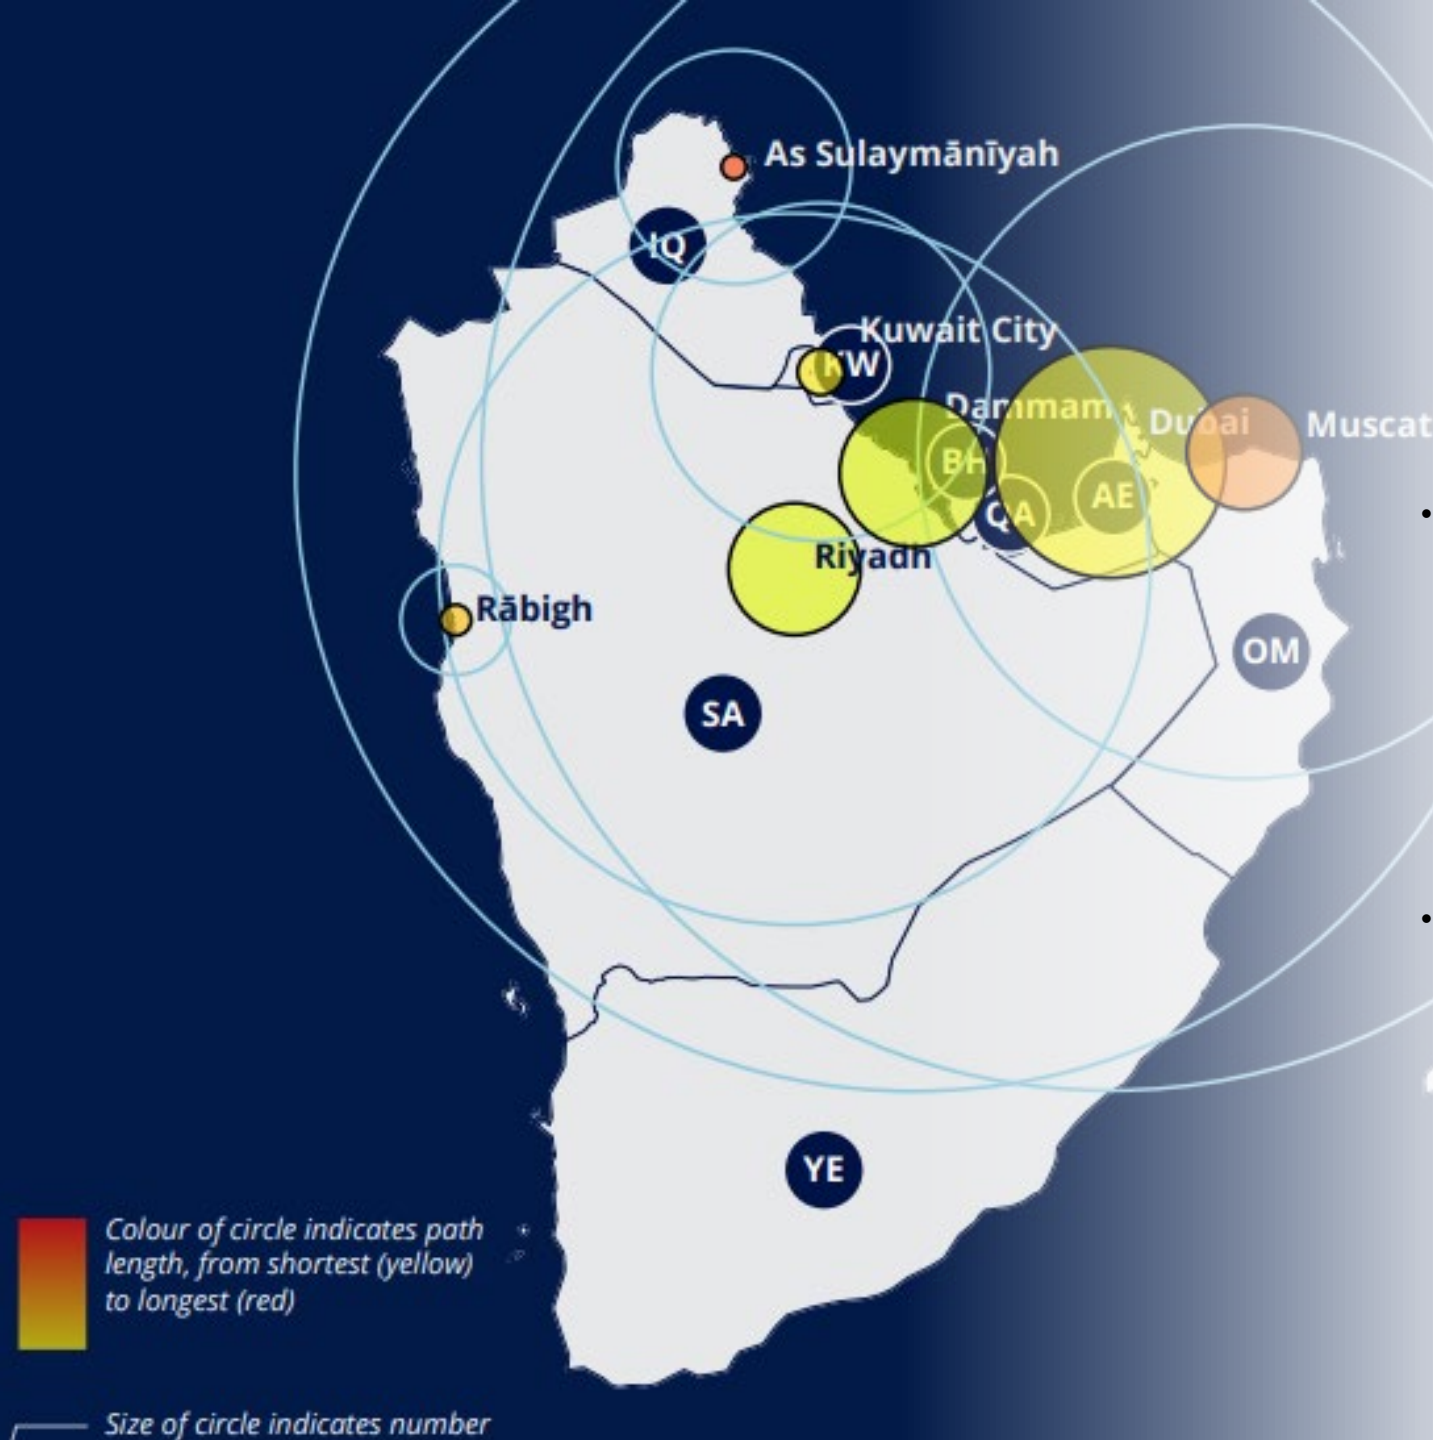 As Sulaymānīyah
IQ
Kuwait City
KW
Dammam
Dubai
Muscat
BH
AE
QA
Riyadh
Rābigh
OM
SA
YE
Colour of circle indicates path
length, from shortest (yellow)
to longest (red)
Size of circle indicates number